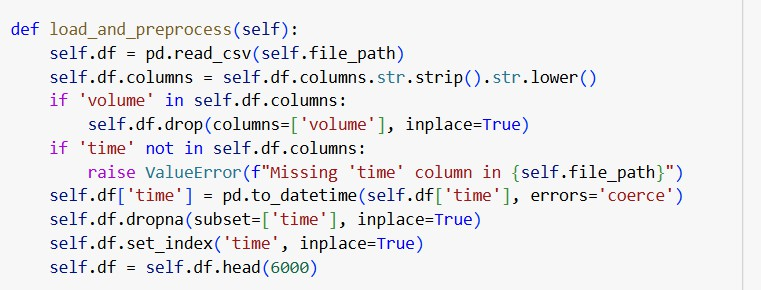 def load_and_preprocess(self):
    self.df = pd.read_csv(self.file_path)
    self.df.columns = self.df.columns.str.strip().str.lower()
    if 'volume' in self.df.columns:
        self.df.drop(columns=['volume'], inplace=True)
    if 'time' not in self.df.columns:
        raise ValueError(f"Missing 'time' column in {self.file_path}")
    self.df['time'] = pd.to_datetime(self.df['time'], errors='coerce')
    self.df.dropna(subset=['time'], inplace=True)
    self.df.set_index('time', inplace=True)
    self.df = self.df.head(6000)